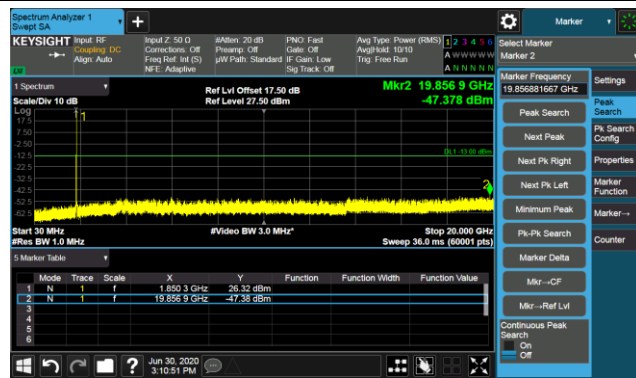 Spectrum Analyzer 1
Swept SA
Marker
KEYSIGHT
Input: RF
Coupling: DC
Align: Auto
Input Z: 50 Ω
Corrections: Off
Freq Ref: Int (S)
NFE: Adaptive
#Atten: 20 dB
Preamp: Off
µW Path: Standard
PNO: Fast
Gate: Off
IF Gain: Low
Sig Track: Off
Avg Type: Power (RMS)
Avg|Hold: 10/10
Trig: Free Run
1 2 3 4 5 6
A W W W W W
A N N N N N
Select Marker
Marker 2
Marker Frequency
19.856881667 GHz
Peak Search
Next Peak
Next Pk Right
Next Pk Left
Minimum Peak
Pk-Pk Search
Marker Delta
Mkr→CF
Mkr→Ref Lvl
Continuous Peak
Search
On
Off
Settings
Peak
Search
Pk Search
Config
Properties
Marker
Function
Marker→
Counter
1 Spectrum
Scale/Div 10 dB
Ref Lvl Offset 17.50 dB
Ref Level 27.50 dBm
Mkr2 19.856 9 GHz
-47.378 dBm
Log
17.5
7.50
-2.50
-12.5
-22.5
-32.5
-42.5
-52.5
-62.5
1
DL1 -13.00 dBm
2
Start 30 MHz
#Res BW 1.0 MHz
#Video BW 3.0 MHz*
Stop 20.000 GHz
Sweep 36.0 ms (60001 pts)
5 Marker Table
Mode Trace Scale X Y Function Function Width Function Value
1 N 1 f 1.850 3 GHz 26.32 dBm
2 N 1 f 19.856 9 GHz -47.38 dBm
3
4
5
6
Jun 30, 2020
3:10:51 PM